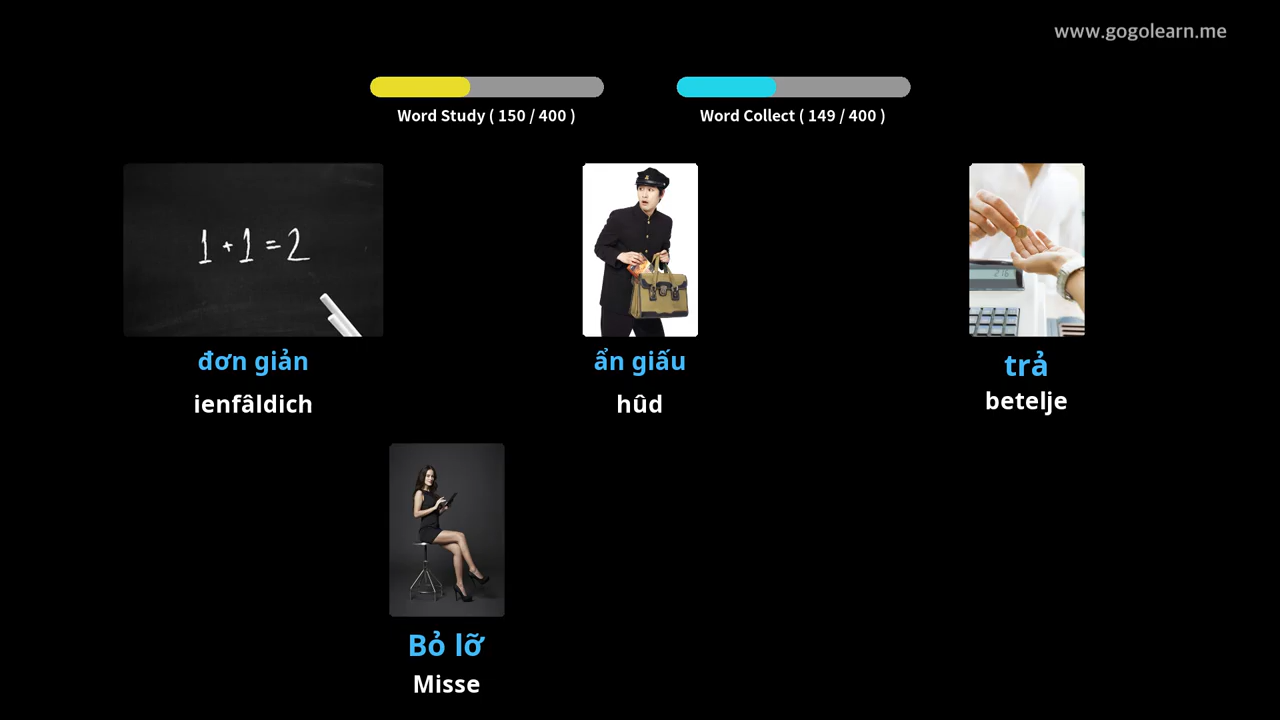 www.gogolearn.me
Word Study ( 150 / 400 )
Word Collect ( 149 / 400 )
1 + 1 = 2
đơn giản
ienfâldich
ẩn giấu
hûd
trả
betelje
Bỏ lỡ
Misse